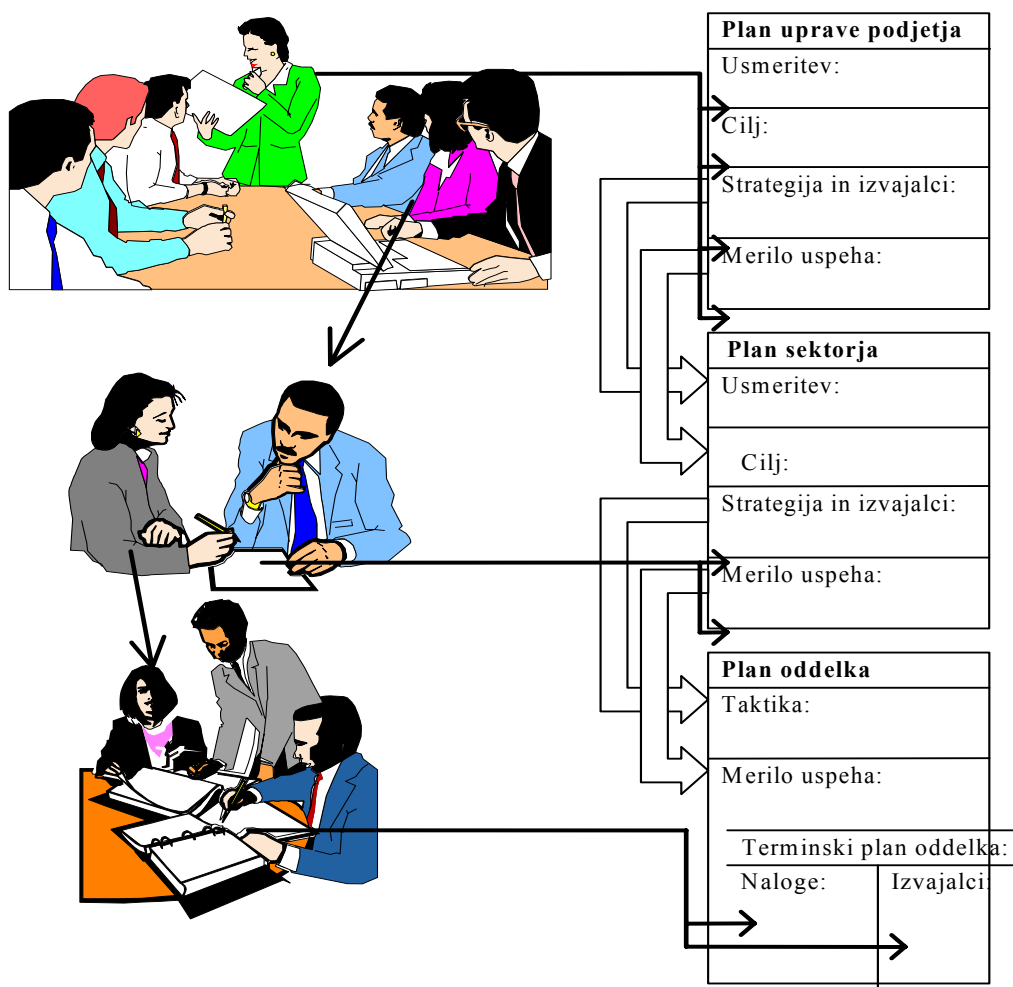 Plan uprave podjetja
Usmeritev:
Cilj:
Strategija in izvajalci:
Merilo uspeha:
Plan sektorja
Usmeritev:
Cilj:
Strategija in izvajalci:
Merilo uspeha:
Plan oddelka
Taktika:
Merilo uspeha:
Terminski plan oddelka:
Naloge: Izvajalci: